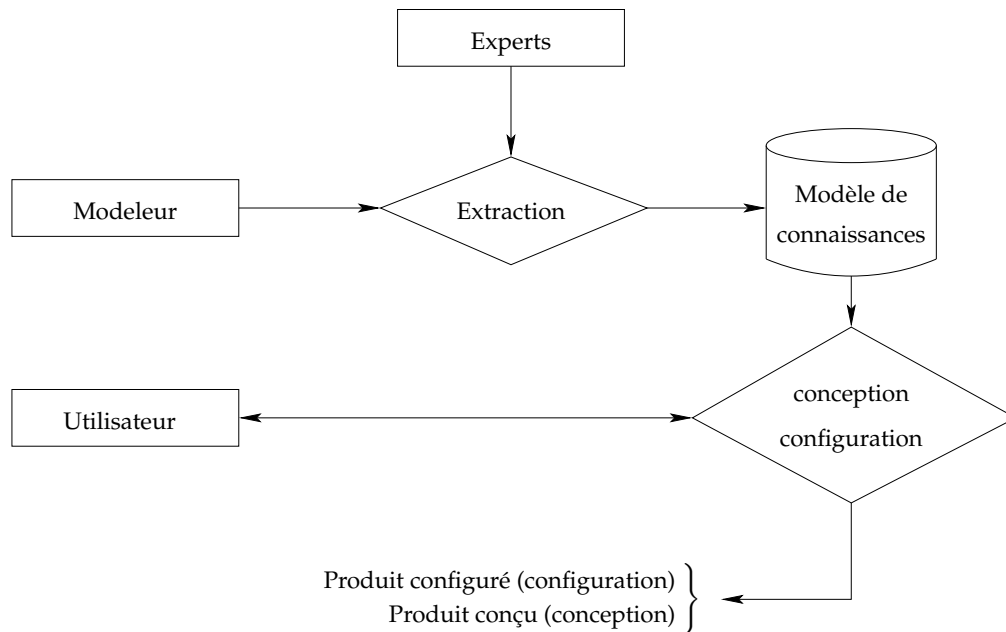 Experts
Modeleur
Extraction
Modèle de
connaissances
Utilisateur
conception
configuration
Produit configuré (configuration)
Produit conçu (conception)